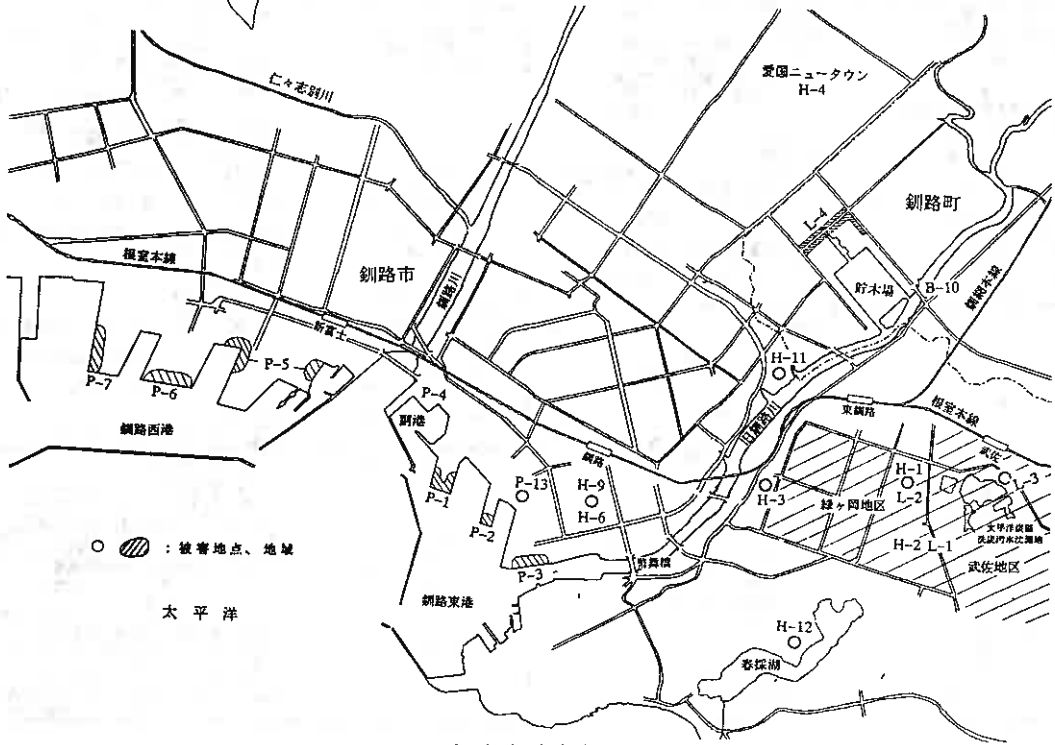 仁々志別川
愛国ニュータウン
H-4
釧路町
L-4
根室本線
釧路市
釧路川
貯木場
B-10
釧網本線
新富士
P-7
P-6
P-5
P-4
H-11
旧釧路川
東釧路
根室本線
武佐
副港
釧路西港
釧路
P-1
P-13
H-9
H-6
H-3
H-1
L-2
L-3
緑ヶ岡地区
P-2
太平洋炭礦
H-2 L-1
武佐地区
P-3
幣舞橋
○ : 被害地点、地域
釧路東港
太平洋
H-12
春採湖